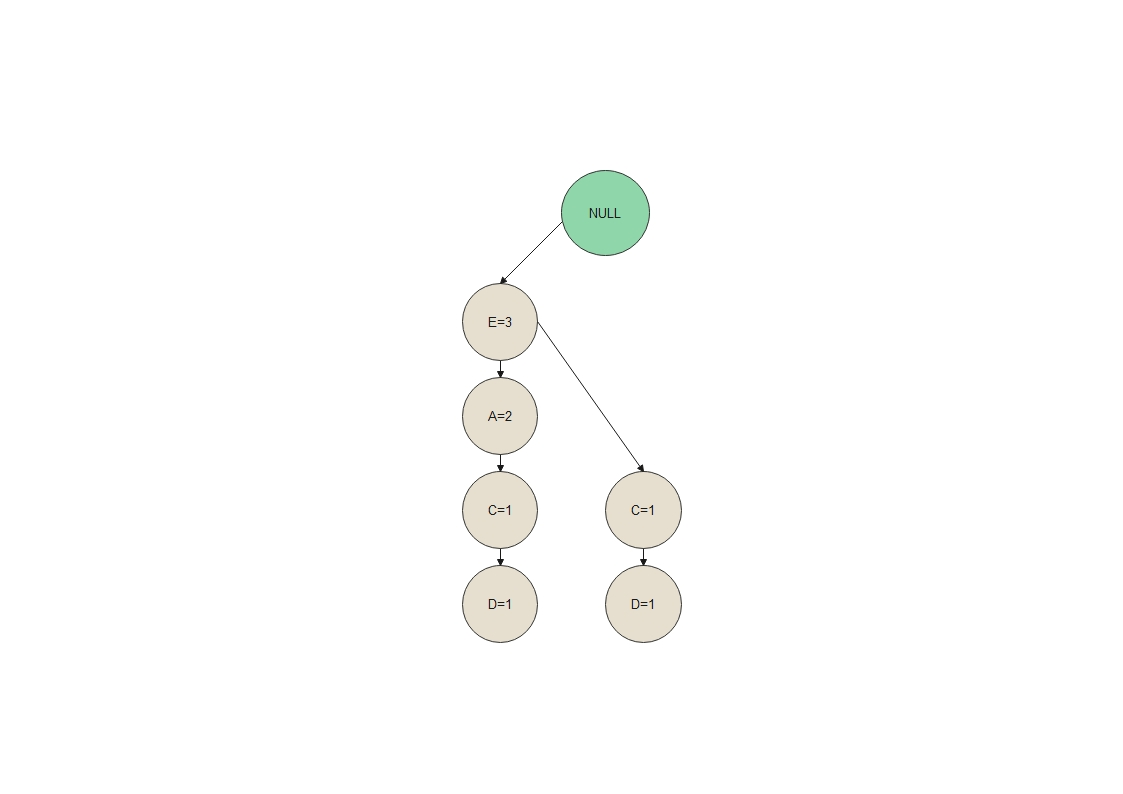 NULL
E=3
A=2
C=1
C=1
D=1
D=1